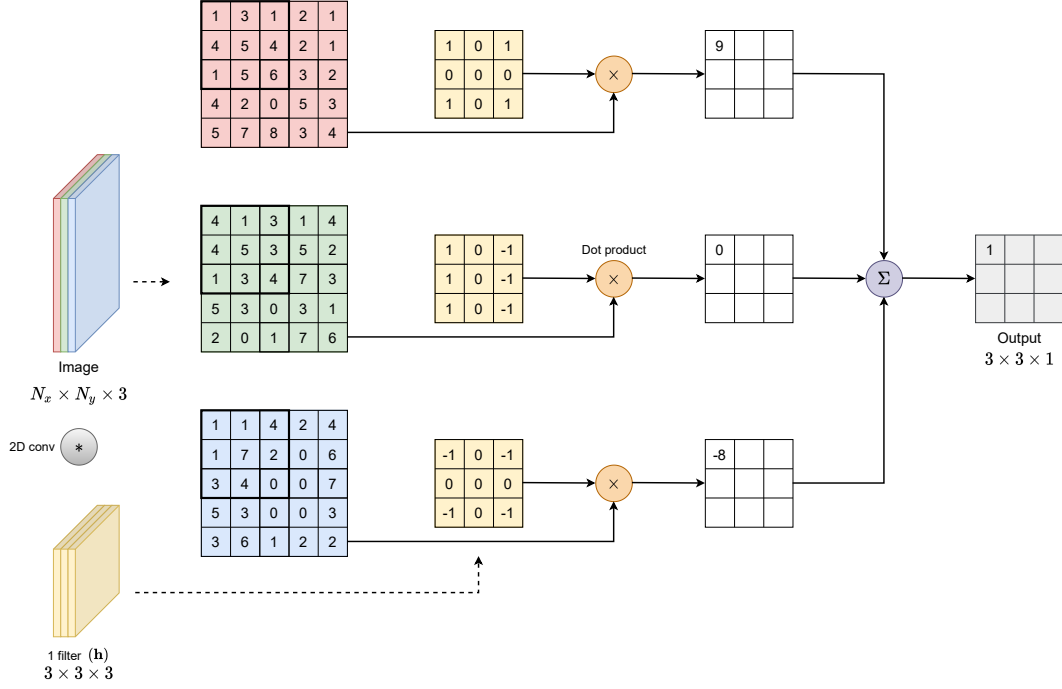 1 3 1 2 1
4 5 4 2 1
1 5 6 3 2
4 2 0 5 3
5 7 8 3 4
1 0 1
0 0 0
1 0 1
×
9
4 1 3 1 4
4 5 3 5 2
1 3 4 7 3
5 3 0 3 1
2 0 1 7 6
1 0 -1
1 0 -1
1 0 -1
Dot product
×
0
Σ
1
Output
3 × 3 × 1
Image
N_x × N_y × 3
2D conv *
1 1 4 2 4
1 7 2 0 6
3 4 0 0 7
5 3 0 0 3
3 6 1 2 2
-1 0 -1
0 0 0
-1 0 -1
×
-8
1 filter (h)
3 × 3 × 3